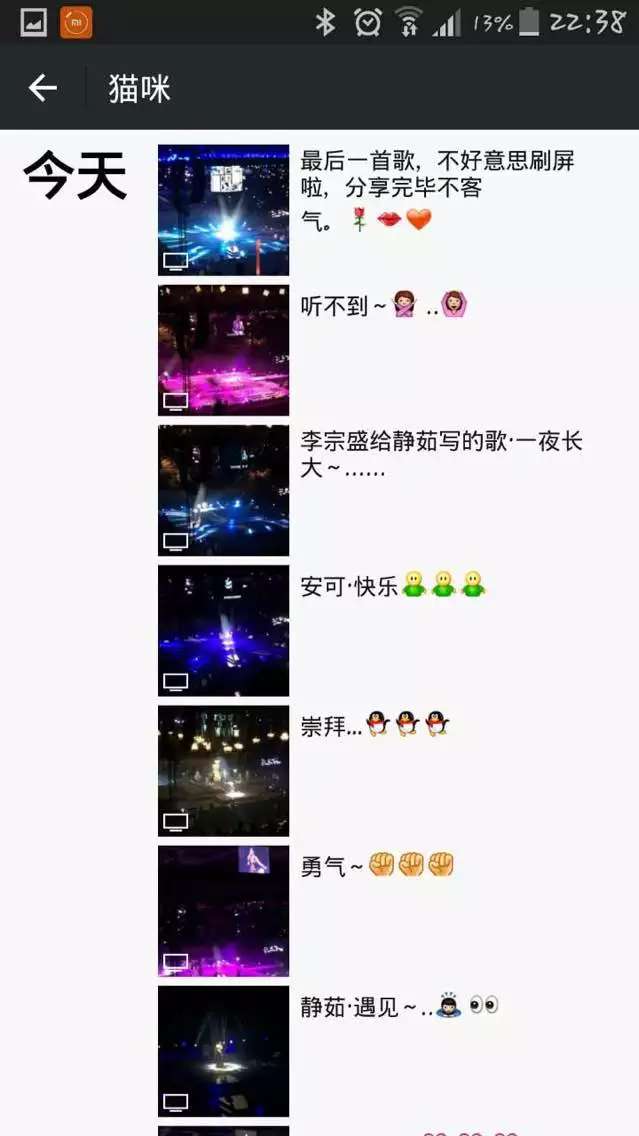 13% 22:38
猫咪
今天
最后一首歌，不好意思刷屏
啦，分享完毕不客
气。🌹💋❤️
听不到～🙅 ..🙆
李宗盛给静茹写的歌·一夜长
大～……
安可·快乐
崇拜...🐧🐧🐧
勇气～✊✊✊
静茹·遇见～..🙇 👀